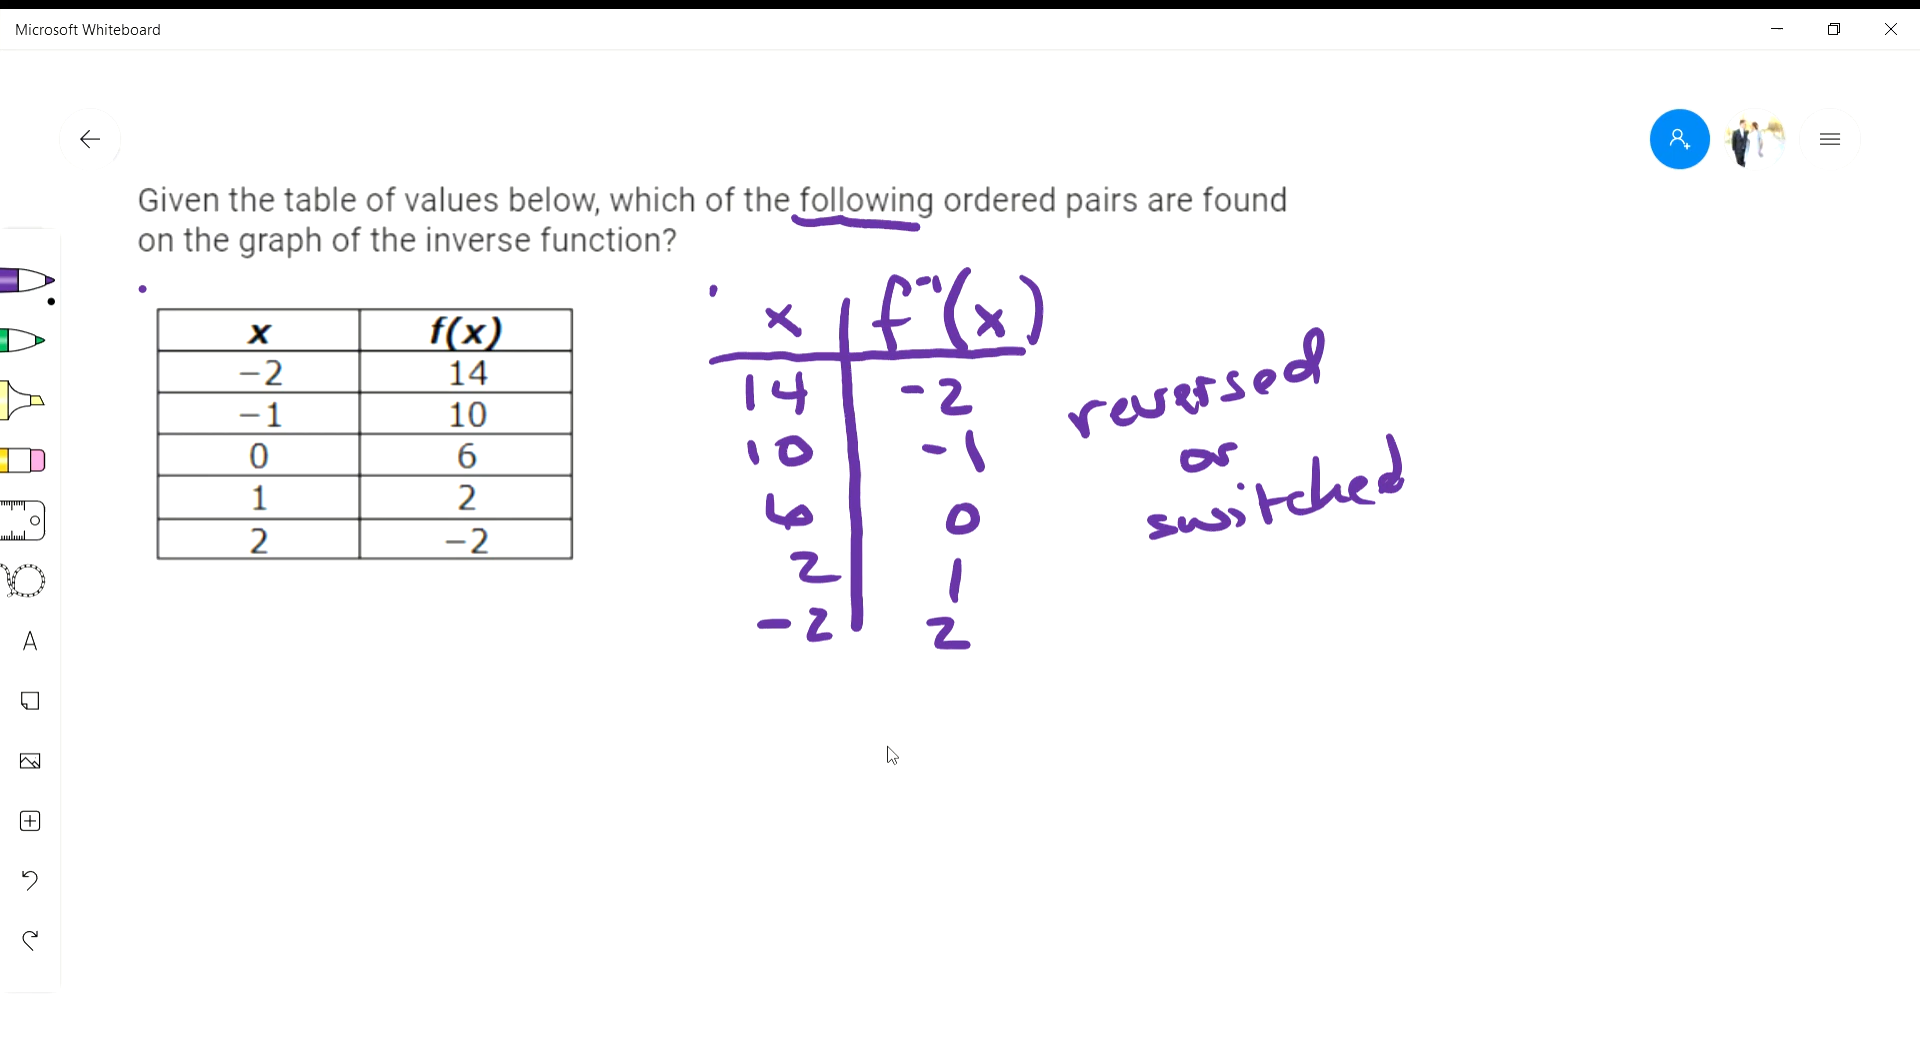 Microsoft Whiteboard
Given the table of values below, which of the following ordered pairs are found
on the graph of the inverse function?
x f(x)
−2 14
−1 10
0 6
1 2
2 −2
x f⁻¹(x)
14 -2
10 -1
6 0
2 1
-2 2
reversed
or
switched
A